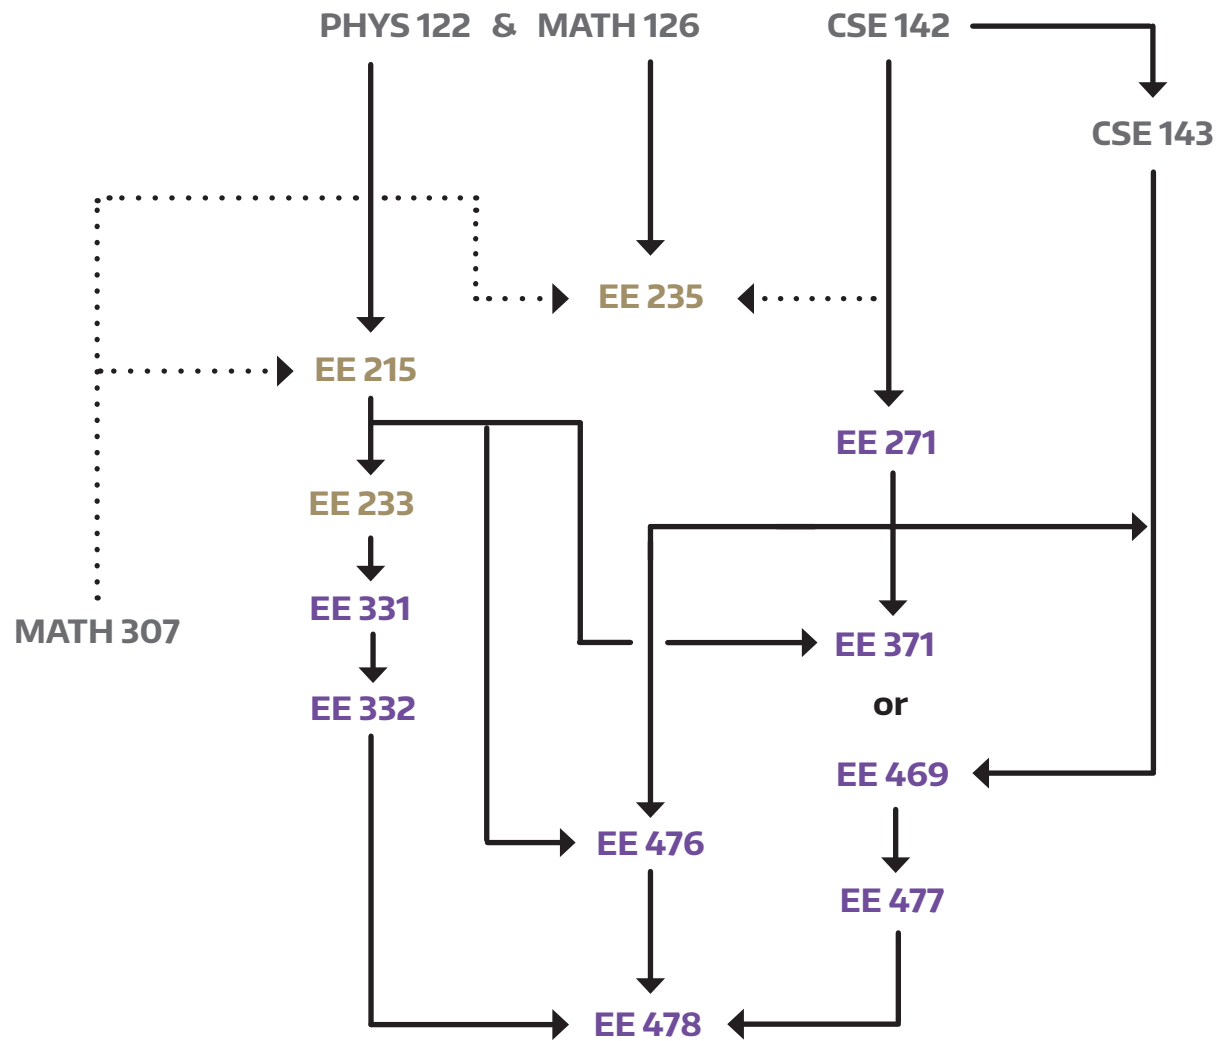 PHYS 122 & MATH 126 CSE 142
CSE 143
EE 235
EE 215
EE 271
EE 233
EE 331
MATH 307
EE 371
EE 332
or
EE 469
EE 476
EE 477
EE 478